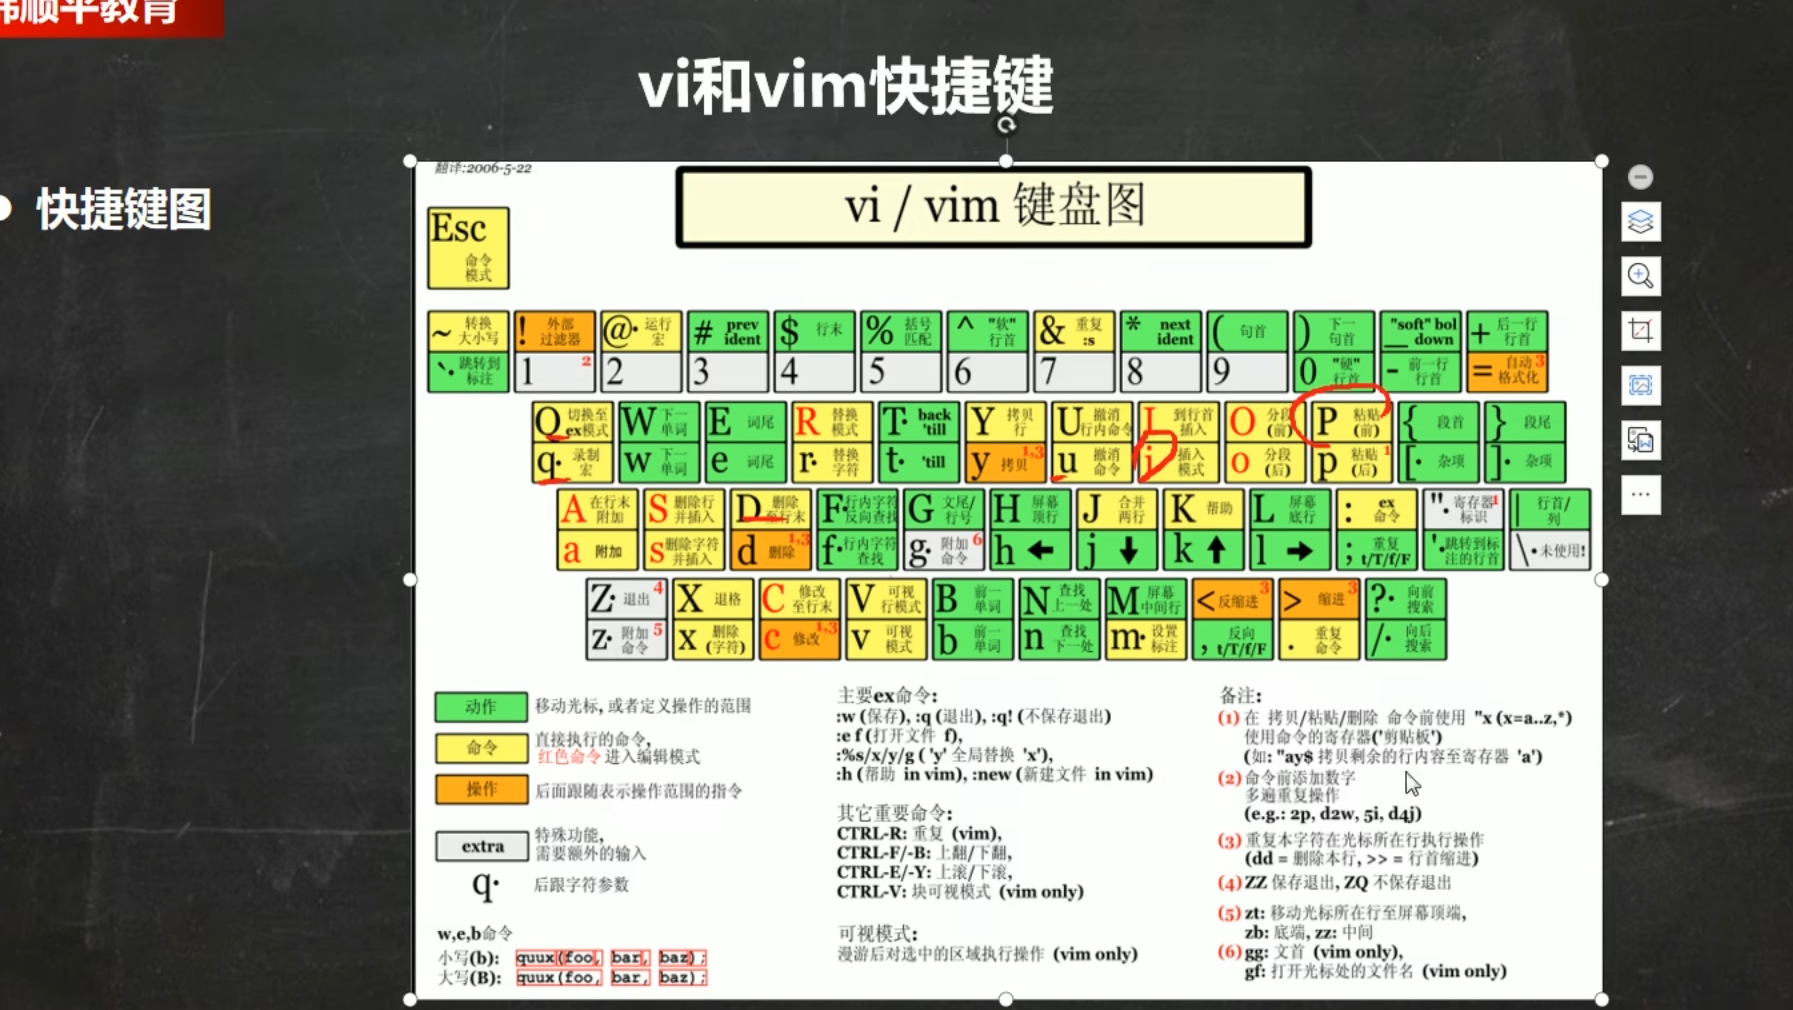 韩顺平教育
vi和vim快捷键
快捷键图
翻译:2006-5-22
vi / vim 键盘图
Esc 命令模式
~ 转换大小写
! 外部过滤器
@· 运行宏
# prev ident
$ 行末
% 括号匹配
^ "软"行首
& 重复 :s
* next ident
( 句首
) 下一句首
_ "soft" bol down
+ 后一行行首
`· 跳转到标注
1 2
2
3
4
5
6
7
8
9
0 "硬"行首
- 前一行行首
= 自动格式化 3
Q 切换至ex模式
W 下一单词
E 词尾
R 替换模式
T· back 'till
Y 拷贝行
U 撤消行内命令
I 到行首插入
O 分段(前)
P 粘贴(前)
{ 段首
} 段尾
q· 录制宏
w 下一单词
e 词尾
r· 替换字符
t· 'till
y 拷贝 1,3
u 撤消命令
i 插入模式
o 分段(后)
p 粘贴(后) 1
[· 杂项
]· 杂项
A 在行末附加
S 删除行并插入
D 删除至行末
F· 行内字符反向查找
G 文尾/行号
H 屏幕顶行
J 合并两行
K 帮助
L 屏幕底行
: ex命令
"· 寄存器标识 1
| 行首/列
a 附加
s 删除字符并插入
d 删除 1,3
f· 行内字符查找
g· 附加命令 6
h ←
j ↓
k ↑
l →
; 重复 t/T/f/F
'· 跳转到标注的行首
\· 未使用!
Z· 退出 4
X 退格
C 修改至行末
V 可视行模式
B 前一单词
N 查找上一处
M 屏幕中间行
< 反缩进 3
> 缩进 3
?· 向前搜索
z· 附加命令 5
x 删除(字符)
c 修改 1,3
v 可视模式
b 前一单词
n 查找下一处
m· 设置标注
, 反向 t/T/f/F
. 重复命令
/· 向后搜索
动作 移动光标, 或者定义操作的范围
命令 直接执行的命令,
红色命令 进入编辑模式
操作 后面跟随表示操作范围的指令
extra 特殊功能,
需要额外的输入
q· 后跟字符参数
w,e,b命令
小写(b): quux(foo, bar, baz);
大写(B): quux(foo, bar, baz);
主要ex命令:
:w (保存), :q (退出), :q! (不保存退出)
:e f (打开文件 f),
:%s/x/y/g ( 'y' 全局替换 'x'),
:h (帮助 in vim), :new (新建文件 in vim)
其它重要命令:
CTRL-R: 重复 (vim),
CTRL-F/-B: 上翻/下翻,
CTRL-E/-Y: 上滚/下滚,
CTRL-V: 块可视模式 (vim only)
可视模式:
漫游后对选中的区域执行操作 (vim only)
备注:
(1) 在 拷贝/粘贴/删除 命令前使用 "x (x=a..z,*)
使用命令的寄存器('剪贴板')
(如: "ay$ 拷贝剩余的行内容至寄存器 'a')
(2) 命令前添加数字
多遍重复操作
(e.g.: 2p, d2w, 5i, d4j)
(3) 重复本字符在光标所在行执行操作
(dd = 删除本行, >> = 行首缩进)
(4) ZZ 保存退出, ZQ 不保存退出
(5) zt: 移动光标所在行至屏幕顶端,
zb: 底端, zz: 中间
(6) gg: 文首 (vim only),
gf: 打开光标处的文件名 (vim only)